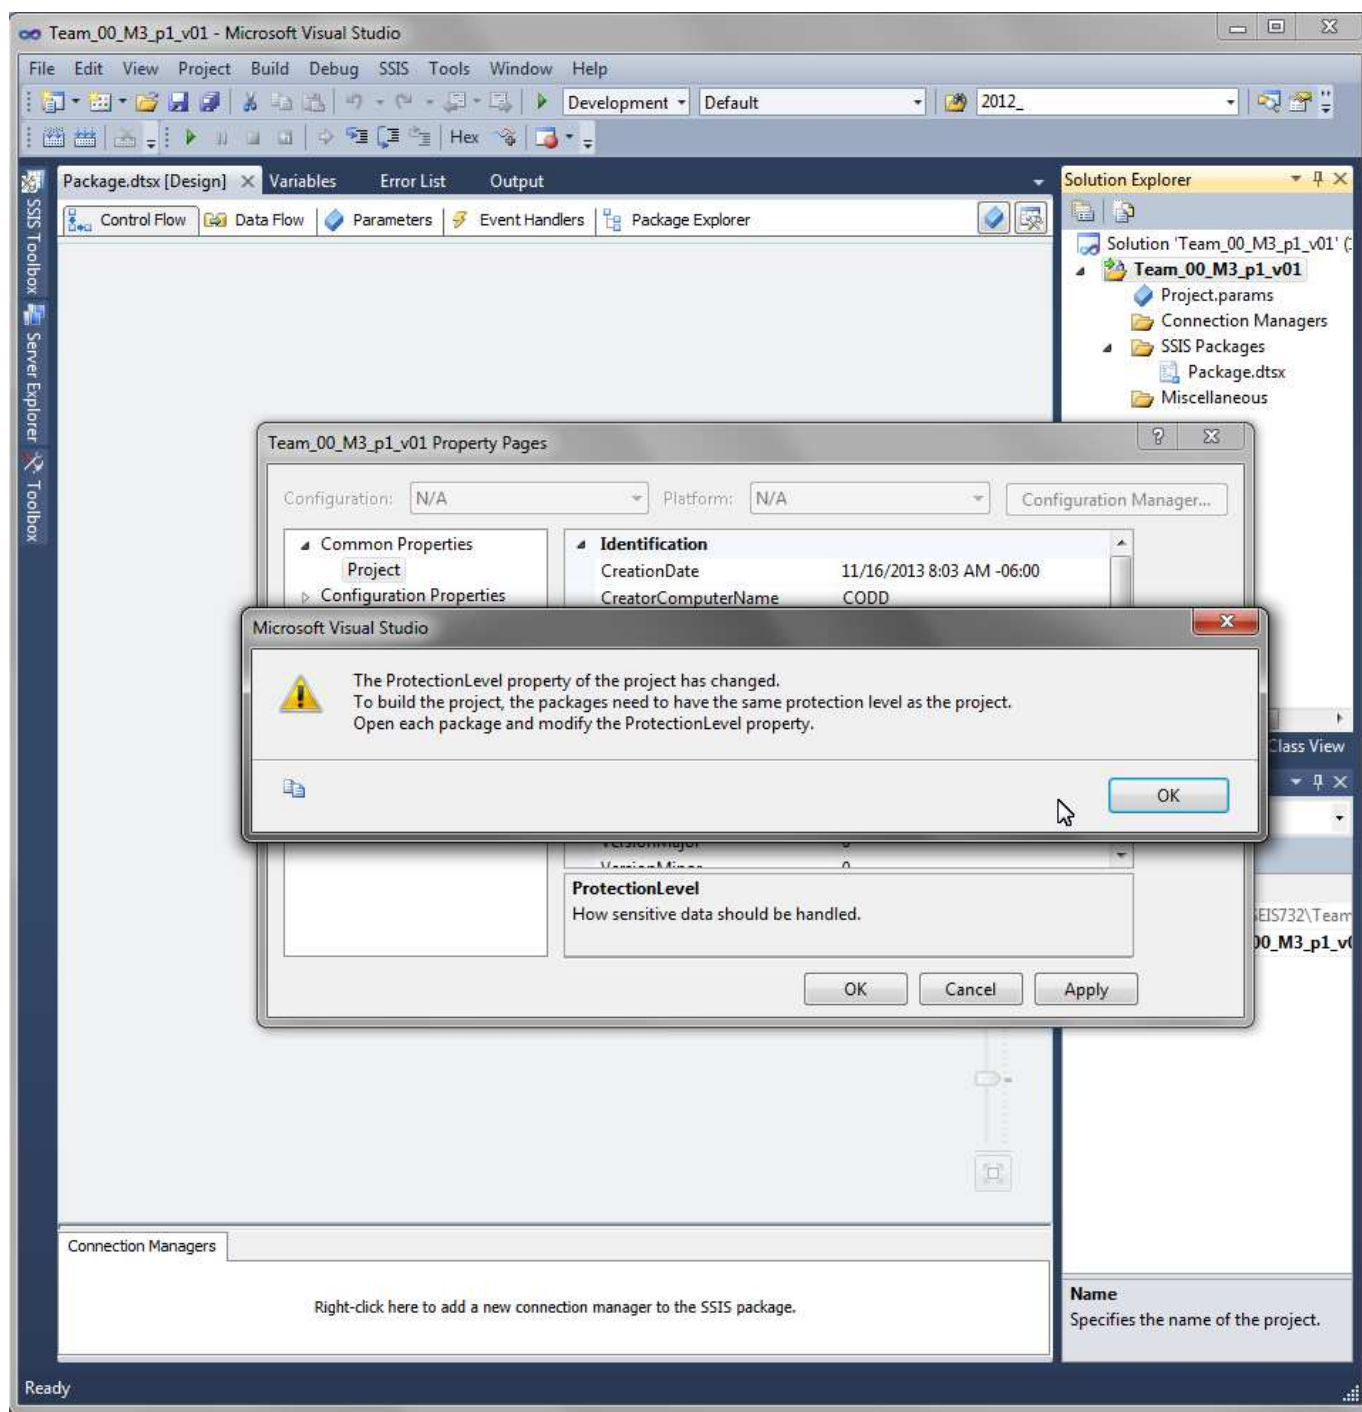 Team_00_M3_p1_v01 - Microsoft Visual Studio
File Edit View Project Build Debug SSIS Tools Window Help
Development Default 2012_
Hex
Package.dtsx [Design] Variables Error List Output
Solution Explorer
SSIS Toolbox
Server Explorer
Toolbox
Control Flow Data Flow Parameters Event Handlers Package Explorer
Solution 'Team_00_M3_p1_v01' (
Team_00_M3_p1_v01
Project.params
Connection Managers
SSIS Packages
Package.dtsx
Miscellaneous
Team_00_M3_p1_v01 Property Pages
Configuration: N/A Platform: N/A Configuration Manager...
Common Properties
Project
Configuration Properties
Identification
CreationDate 11/16/2013 8:03 AM -06:00
CreatorComputerName CODD
Microsoft Visual Studio
The ProtectionLevel property of the project has changed.
To build the project, the packages need to have the same protection level as the project.
Open each package and modify the ProtectionLevel property.
OK
Class View
VersionMajor 0
VersionMinor 0
ProtectionLevel
How sensitive data should be handled.
EIS732\Team
00_M3_p1_v0
OK Cancel Apply
Connection Managers
Right-click here to add a new connection manager to the SSIS package.
Name
Specifies the name of the project.
Ready